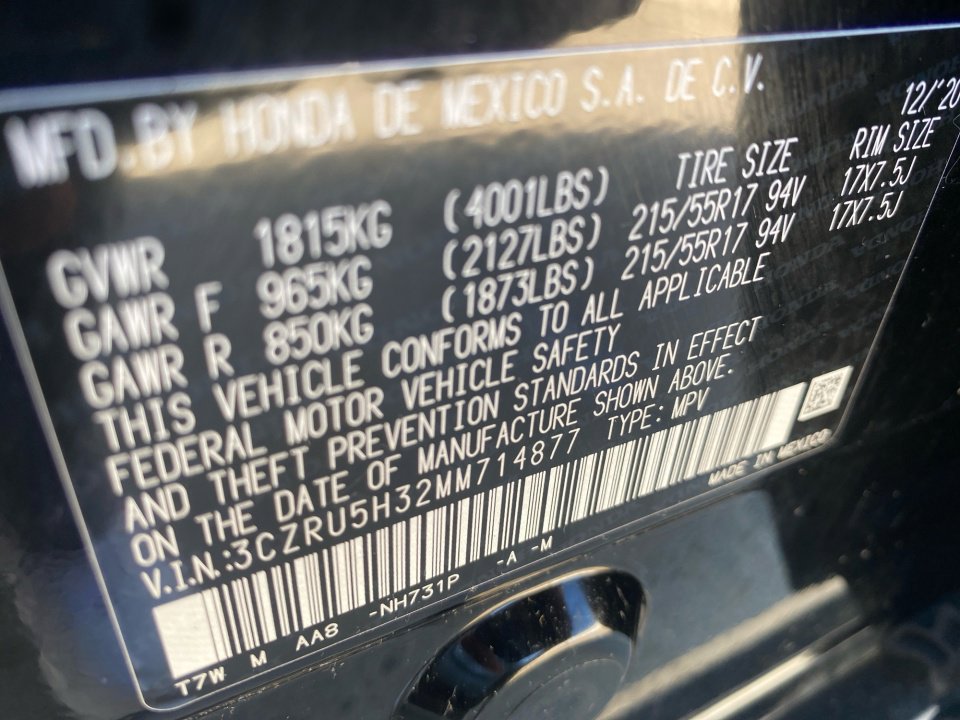 MFD.BY HONDA DE MEXICO S.A. DE C.V.
12/'20
TIRE SIZE RIM SIZE
GVWR 1815KG (4001LBS)
GAWR F 965KG (2127LBS) 215/55R17 94V 17X7.5J
GAWR R 850KG (1873LBS) 215/55R17 94V 17X7.5J
THIS VEHICLE CONFORMS TO ALL APPLICABLE
FEDERAL MOTOR VEHICLE SAFETY
AND THEFT PREVENTION STANDARDS IN EFFECT
ON THE DATE OF MANUFACTURE SHOWN ABOVE.
V.I.N.:3CZRU5H32MM714877 TYPE: MPV
MADE IN MEXICO
T7W M AA8 -NH731P -A -M